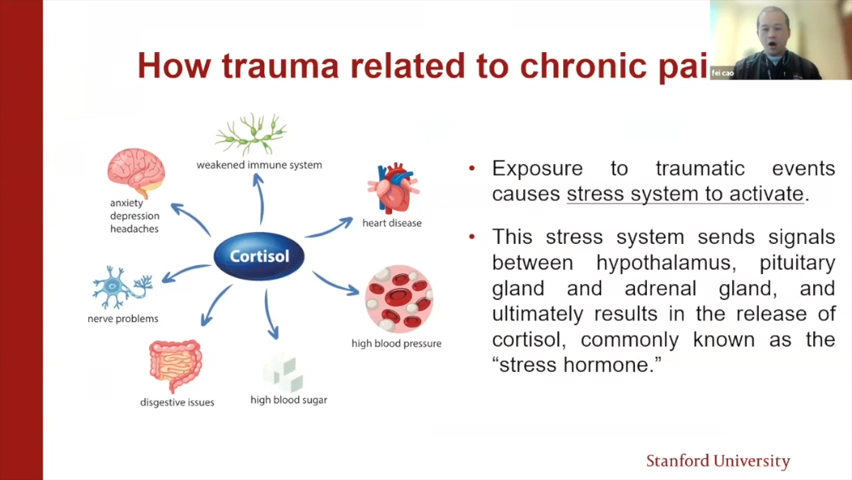 How trauma related to chronic pai
fei cao
weakened immune system
anxiety
depression
headaches
heart disease
Cortisol
nerve problems
high blood pressure
disgestive issues
high blood sugar
• Exposure to traumatic events
causes stress system to activate.
• This stress system sends signals
between hypothalamus, pituitary
gland and adrenal gland, and
ultimately results in the release of
cortisol, commonly known as the
“stress hormone.”
Stanford University